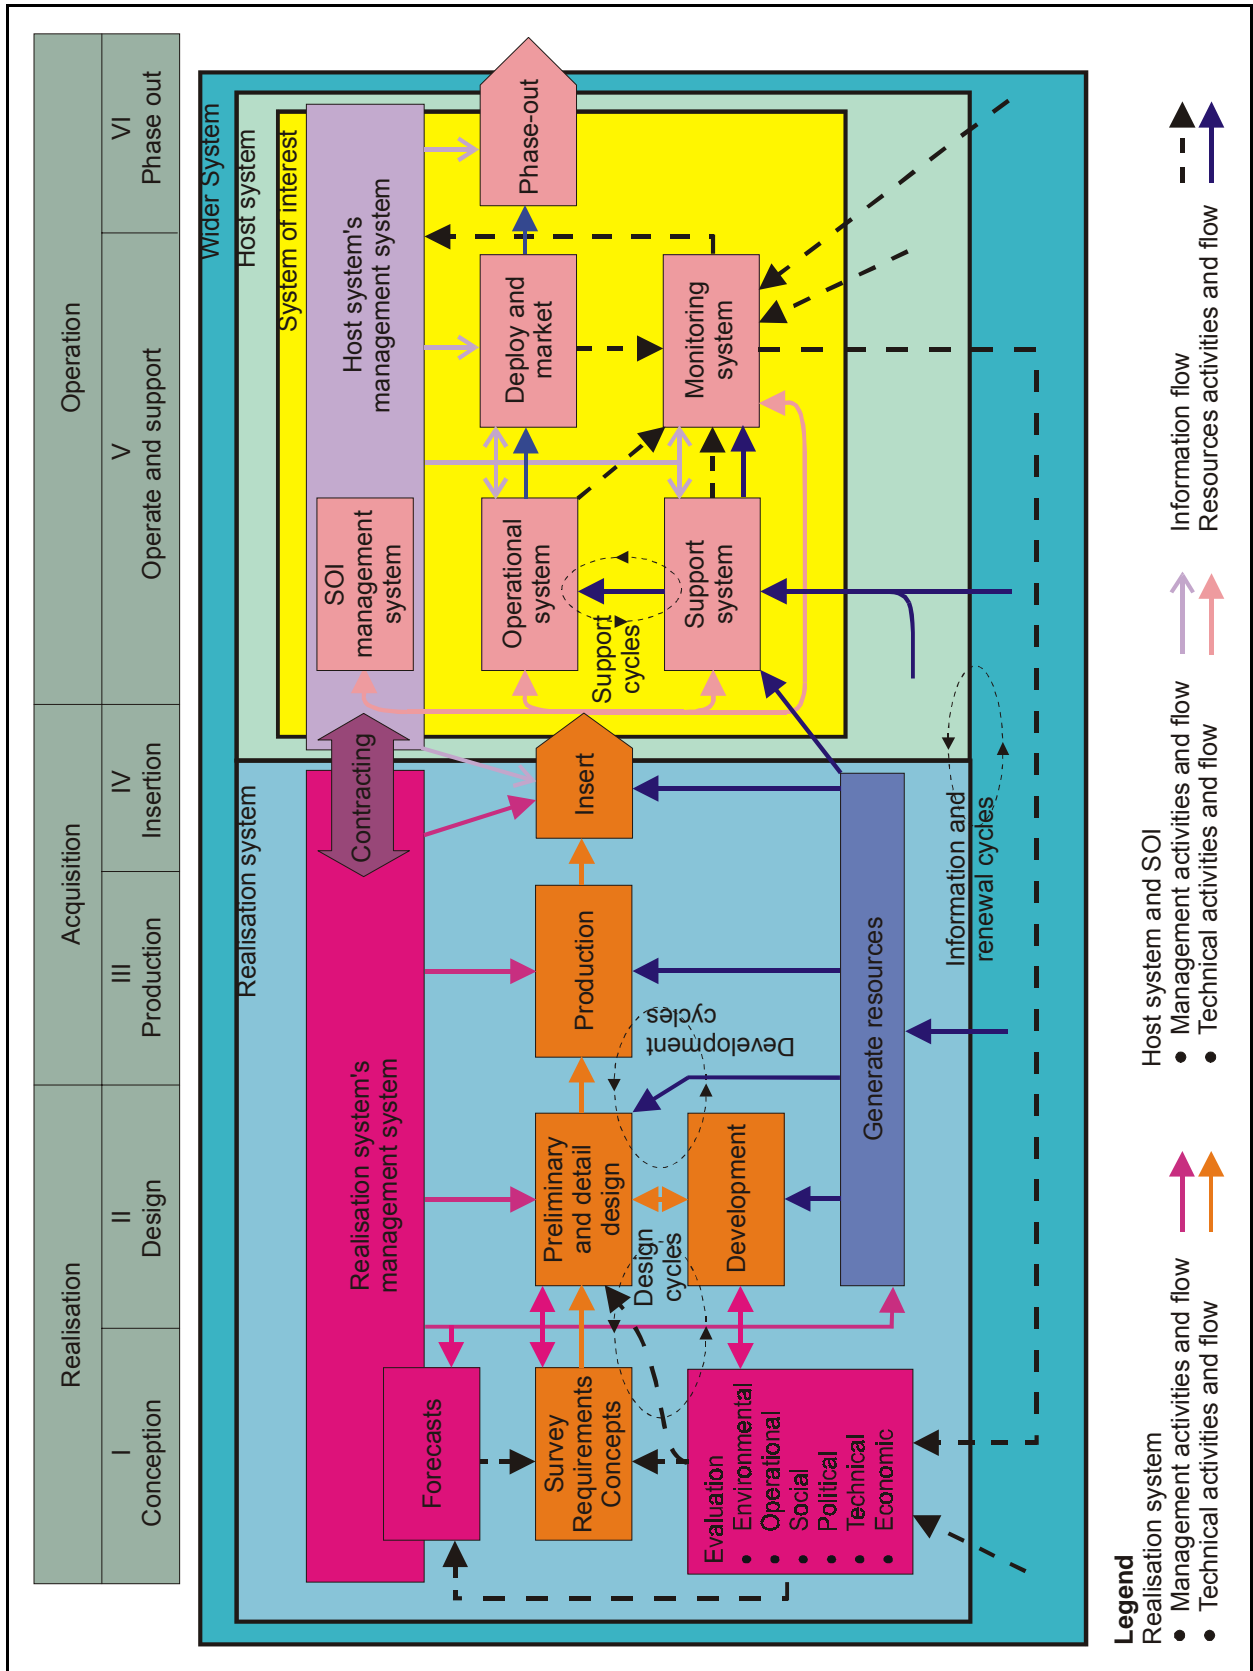 Realisation
Acquisition
Operation
I
Conception
II
Design
III
Production
IV
Insertion
V
Operate and support
VI
Phase out
Wider System
Host system
System of interest
Realisation system
Realisation system's
management system
Contracting
Host system's
management system
SOI
management
system
Forecasts
Survey
Requirements
Concepts
Preliminary
and detail
design
Production
Insert
Operational
system
Deploy and
market
Phase-out
Evaluation
• Environmental
• Operational
• Social
• Political
• Technical
• Economic
Design
cycles
Development
Development
cycles
Support
cycles
Support
system
Monitoring
system
Generate resources
Information and
renewal cycles
Legend
Realisation system
• Management activities and flow
• Technical activities and flow
Host system and SOI
• Management activities and flow
• Technical activities and flow
Information flow
Resources activities and flow